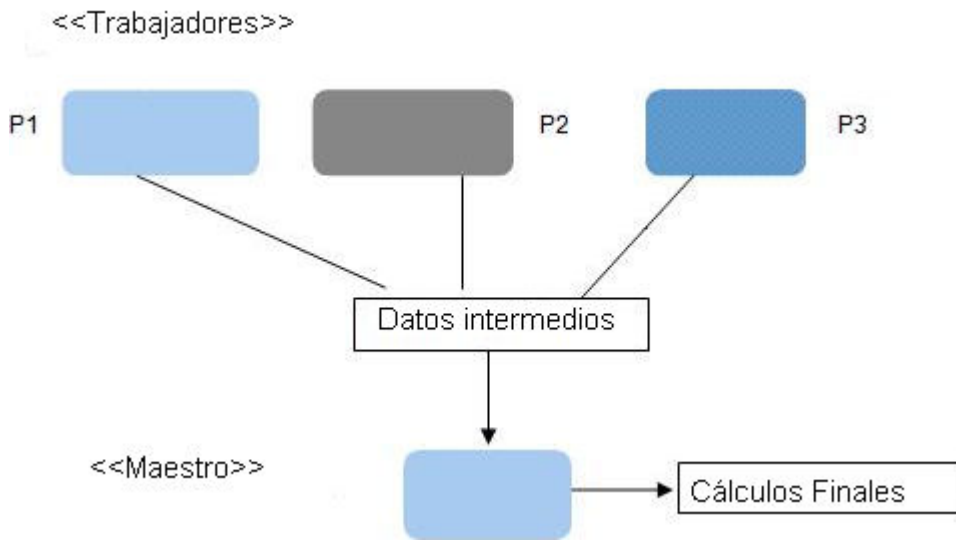 <<Trabajadores>>
P1
P2
P3
Datos intermedios
<<Maestro>>
Cálculos Finales